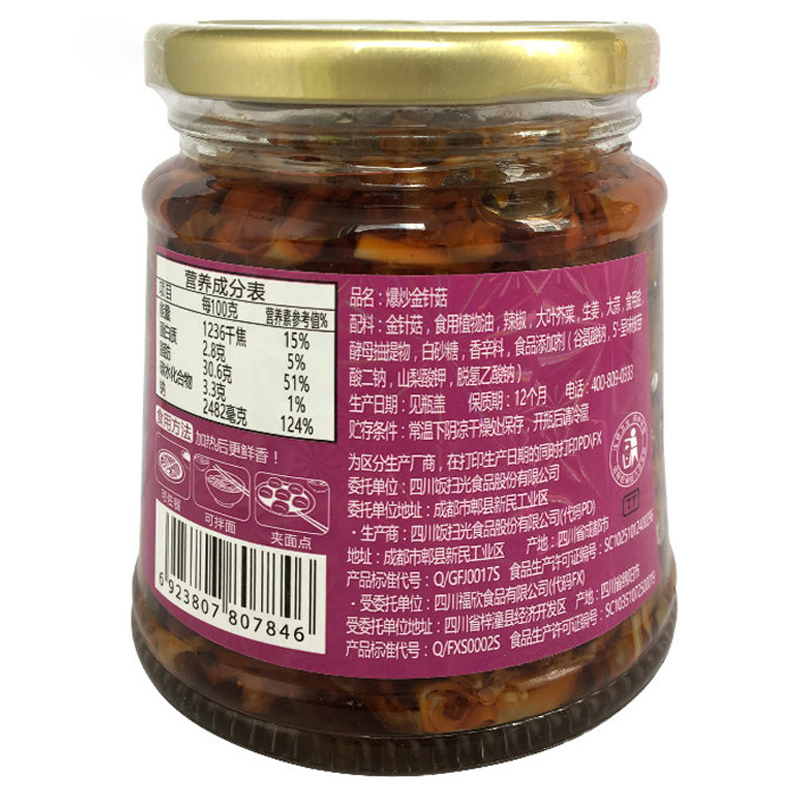 营养成分表
项目 每100克 营养素参考值%
能量 1236千焦 15%
蛋白质 2.8克 5%
脂肪 30.6克 51%
碳水化合物 3.3克 1%
钠 2482毫克 124%
食用方法 加热后更鲜香！
可佐餐
可拌面
夹面点
6 923807 807846
品名：爆炒金针菇
配料：金针菇，食用植物油，辣椒，大叶芥菜，生姜，大蒜，食用盐
酵母抽提物，白砂糖，香辛料，食品添加剂（谷氨酸钠，5'-呈味核苷
酸二钠，山梨酸钾，脱氢乙酸钠）
生产日期：见瓶盖 保质期：12个月 电话：400-809-0333
贮存条件：常温下阴凉干燥处保存，开瓶后请冷藏
为区分生产厂商，在打印生产日期的同时打印PD\FX
委托单位：四川饭扫光食品股份有限公司
委托单位地址：成都市郫县新民工业区
·生产商：四川饭扫光食品股份有限公司(代码PD)
地址：成都市郫县新民工业区 产地：四川省成都市
产品标准代号：Q/GFJ0017S 食品生产许可证编号：
·受委托单位：四川福欣食品有限公司(代码FX)
受委托单位地址：四川省梓潼县经济开发区 产地：四川省绵阳市
产品标准代号：Q/FXS0002S 食品生产许可证编号：